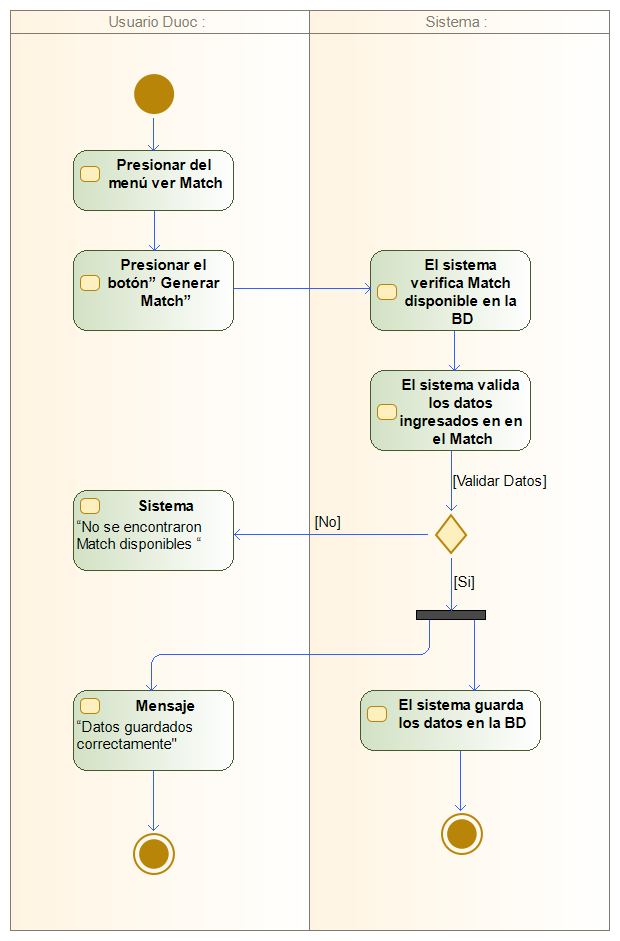 Usuario Duoc :
Sistema :
Presionar del
menú ver Match
Presionar el
botón” Generar
Match”
El sistema
verifica Match
disponible en la
BD
El sistema valida
los datos
ingresados en en
el Match
[Validar Datos]
Sistema
“No se encontraron
Match disponibles “
[No]
[Si]
Mensaje
“Datos guardados
correctamente"
El sistema guarda
los datos en la BD